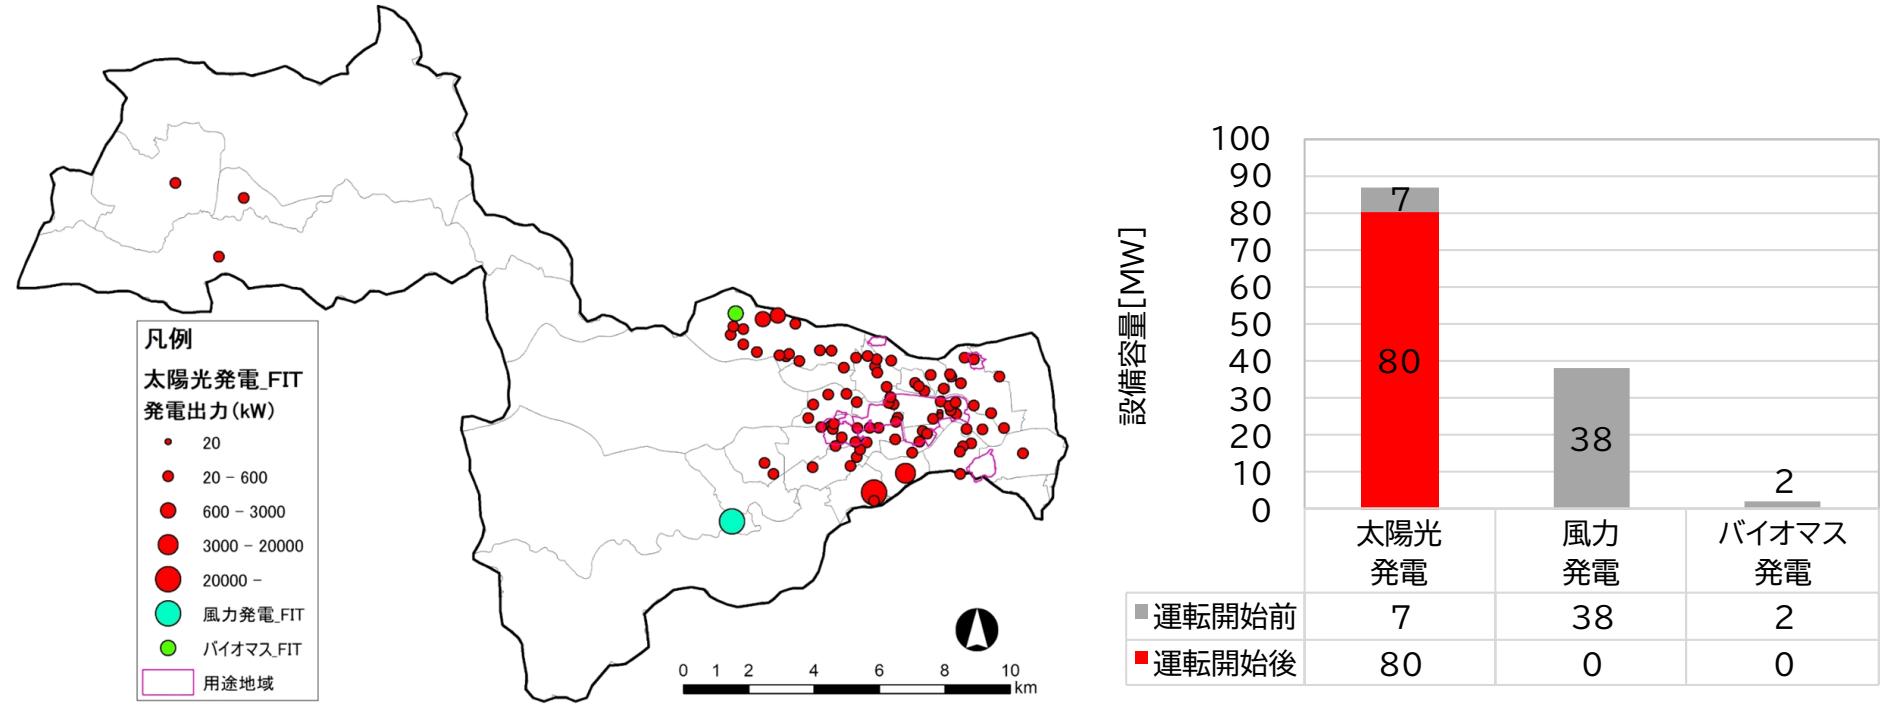 凡例
太陽光発電_FIT
発電出力(kW)
20
20 - 600
600 - 3000
3000 - 20000
20000 -
風力発電_FIT
バイオマス_FIT
用途地域
0 1 2 4 6 8 10
km
設備容量[MW]
100
90
80
70
60
50
40
30
20
10
0
7
80
38
2
太陽光
発電
風力
発電
バイオマス
発電
運転開始前 7 38 2
運転開始後 80 0 0